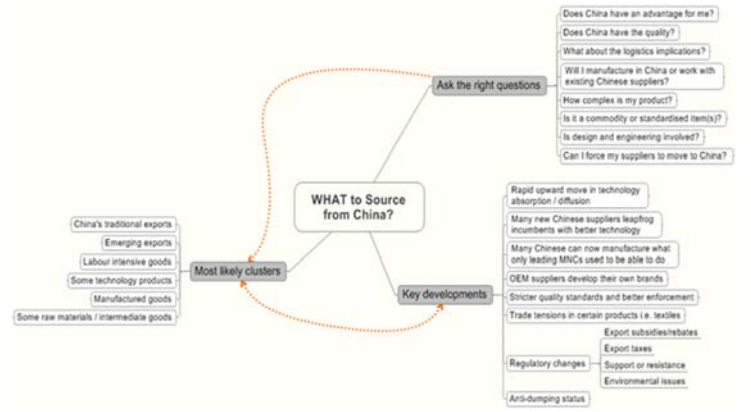 WHAT to Source
from China?
Ask the right questions
Does China have an advantage for me?
Does China have the quality?
What about the logistics implications?
Will I manufacture in China or work with
existing Chinese suppliers?
How complex is my product?
Is it a commodity or standardised item(s)?
Is design and engineering involved?
Can I force my suppliers to move to China?
Key developments
Rapid upward move in technology
absorption / diffusion
Many new Chinese suppliers leapfrog
incumbents with better technology
Many Chinese can now manufacture what
only leading MNCs used to be able to do
OEM suppliers develop their own brands
Stricter quality standards and better enforcement
Trade tensions in certain products i.e. textiles
Regulatory changes
Export subsidies/rebates
Export taxes
Support or resistance
Environmental issues
Anti-dumping status
Most likely clusters
China's traditional exports
Emerging exports
Labour intensive goods
Some technology products
Manufactured goods
Some raw materials / intermediate goods